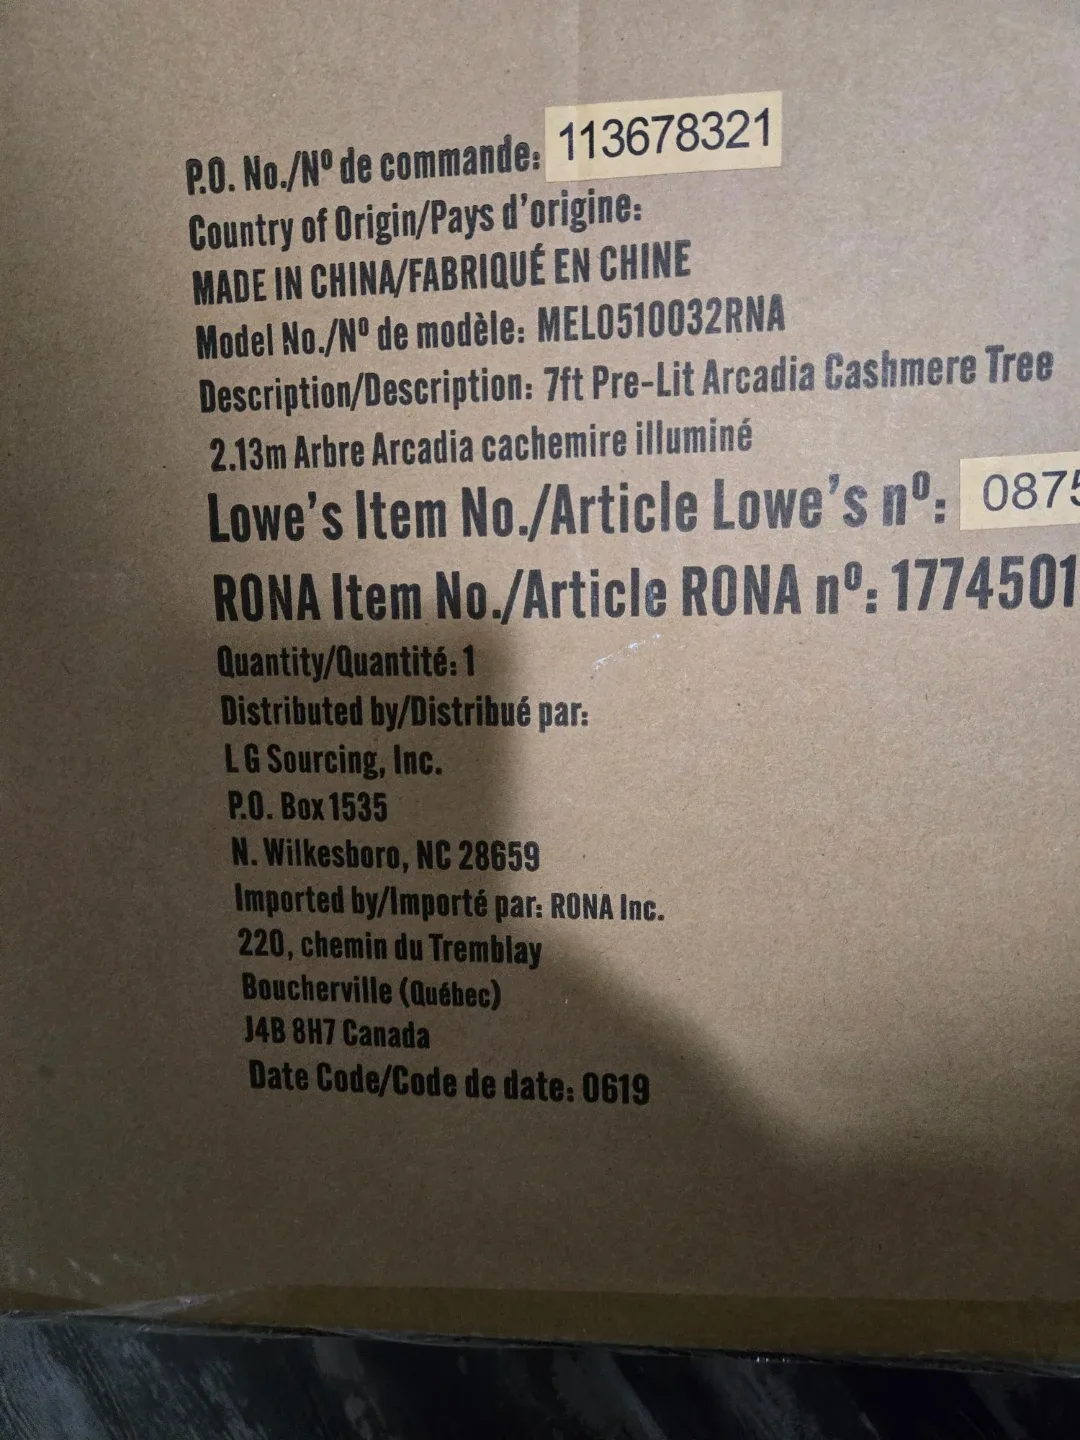 P.O. No./Nº de commande: 113678321
Country of Origin/Pays d'origine:
MADE IN CHINA/FABRIQUÉ EN CHINE
Model No./Nº de modèle: MEL0510032RNA
Description/Description: 7ft Pre-Lit Arcadia Cashmere Tree
2.13m Arbre Arcadia cachemire illuminé
Lowe's Item No./Article Lowe's nº:
RONA Item No./Article RONA nº: 1774501
Quantity/Quantité: 1
Distributed by/Distribué par:
L G Sourcing, Inc.
P.O. Box 1535
N. Wilkesboro, NC 28659
Imported by/Importé par: RONA Inc.
220, chemin du Tremblay
Boucherville (Québec)
J4B 8H7 Canada
Date Code/Code de date: 0619